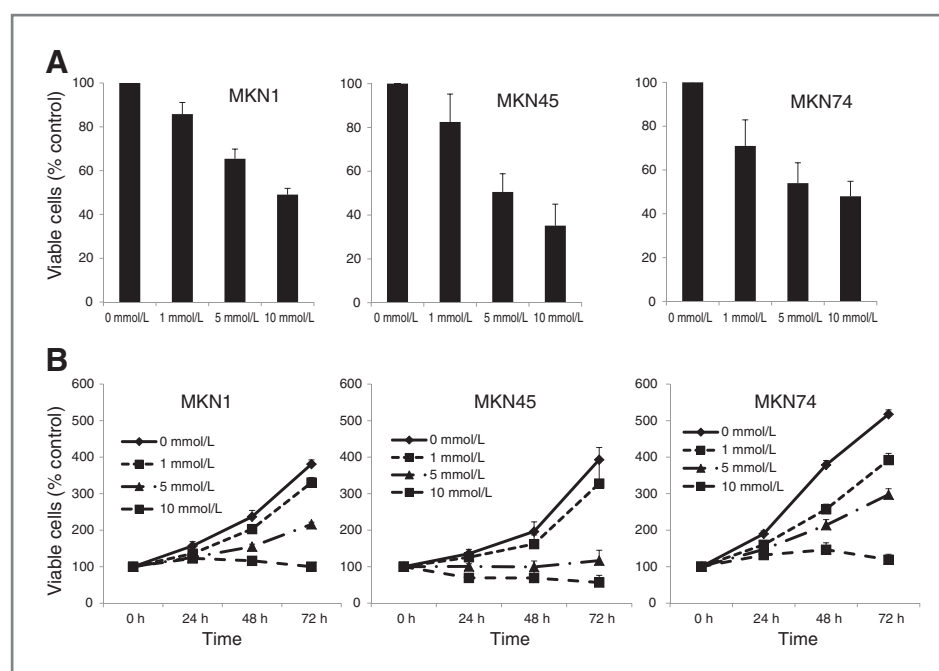 A
Viable cells (% control)
100
80
60
40
20
0
MKN1
0 mmol/L 1 mmol/L 5 mmol/L 10 mmol/L
100
80
60
40
20
0
MKN45
0 mmol/L 1 mmol/L 5 mmol/L 10 mmol/L
100
80
60
40
20
0
MKN74
0 mmol/L 1 mmol/L 5 mmol/L 10 mmol/L
B
Viable cells (% control)
600
500
400
300
200
100
0
MKN1
0 mmol/L
1 mmol/L
5 mmol/L
10 mmol/L
0 h 24 h 48 h 72 h
Time
600
500
400
300
200
100
0
MKN45
0 mmol/L
1 mmol/L
5 mmol/L
10 mmol/L
0 h 24 h 48 h 72 h
Time
600
500
400
300
200
100
0
MKN74
0 mmol/L
1 mmol/L
5 mmol/L
10 mmol/L
0 h 24 h 48 h 72 h
Time